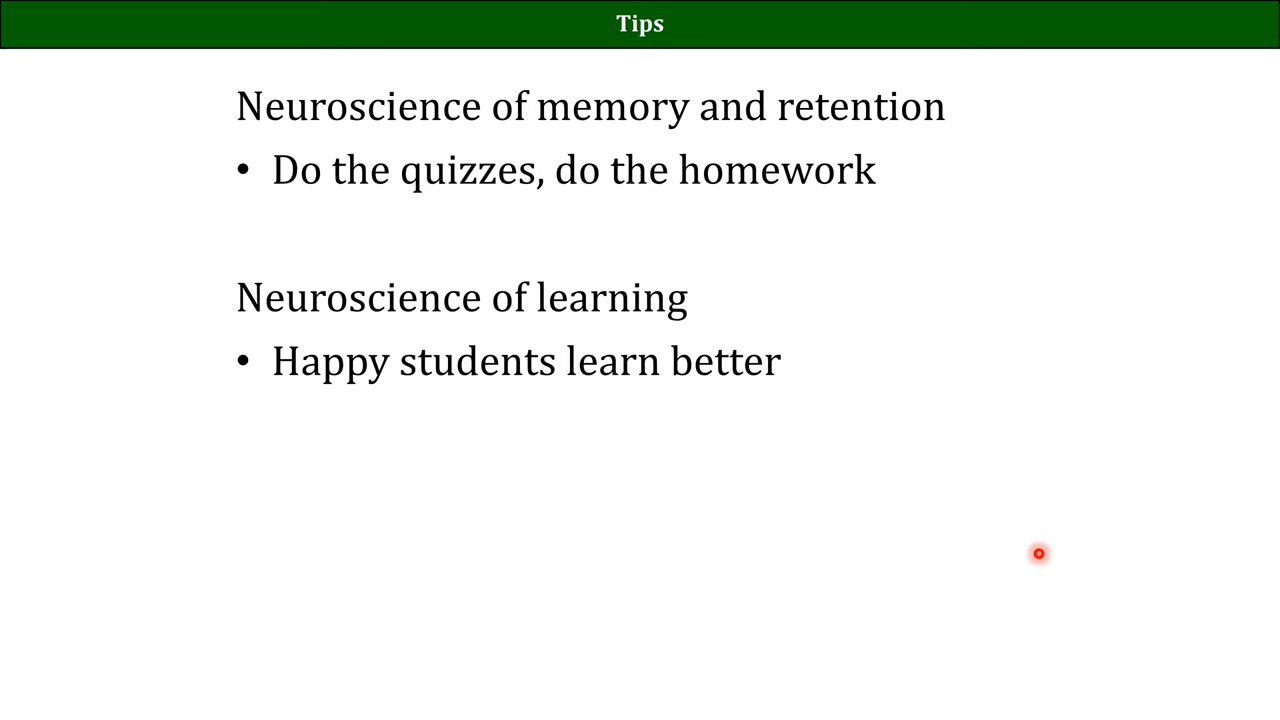 Tips
Neuroscience of memory and retention
• Do the quizzes, do the homework
Neuroscience of learning
• Happy students learn better